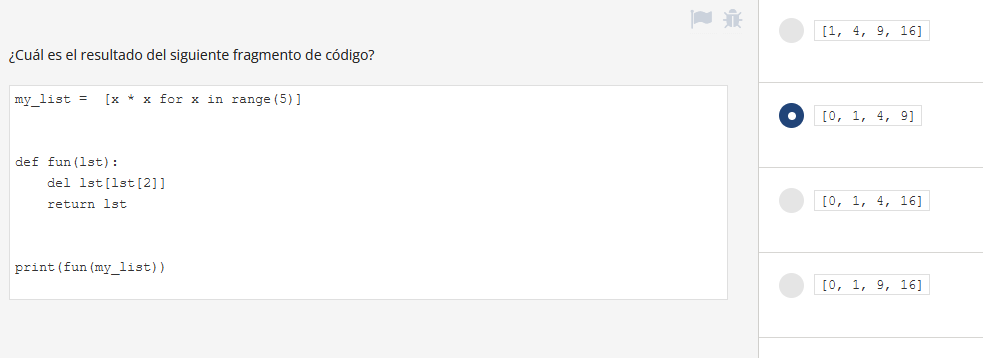 ¿Cuál es el resultado del siguiente fragmento de código?
my_list =  [x * x for x in range(5)]
def fun(lst):
    del lst[lst[2]]
    return lst
print(fun(my_list))
[1, 4, 9, 16]
[0, 1, 4, 9]
[0, 1, 4, 16]
[0, 1, 9, 16]